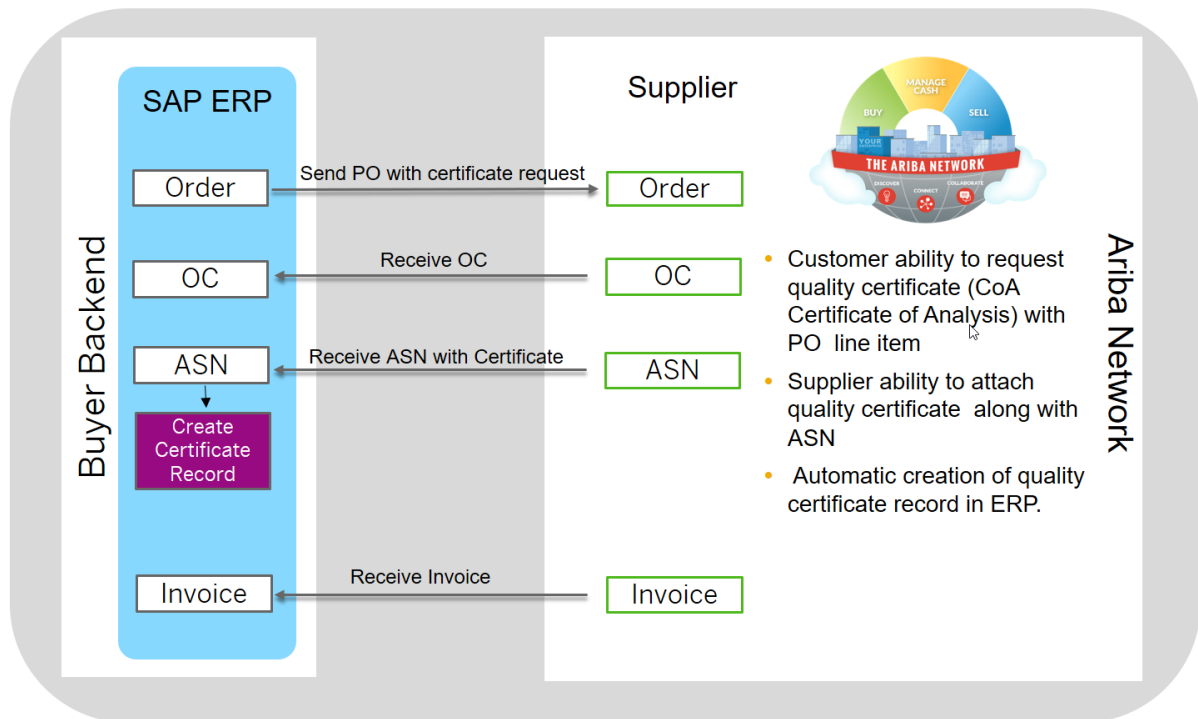 SAP ERP
Supplier
MANAGE
CASH
BUY
SELL
YOUR
THE ARIBA NETWORK
DISCOVER
CONNECT
COLLABORATE
Buyer Backend
Ariba Network
Order
Send PO with certificate request
Order
OC
Receive OC
OC
ASN
Receive ASN with Certificate
ASN
Create
Certificate
Record
Invoice
Receive Invoice
Invoice
• Customer ability to request
quality certificate (CoA
Certificate of Analysis) with
PO line item
• Supplier ability to attach
quality certificate along with
ASN
• Automatic creation of quality
certificate record in ERP.